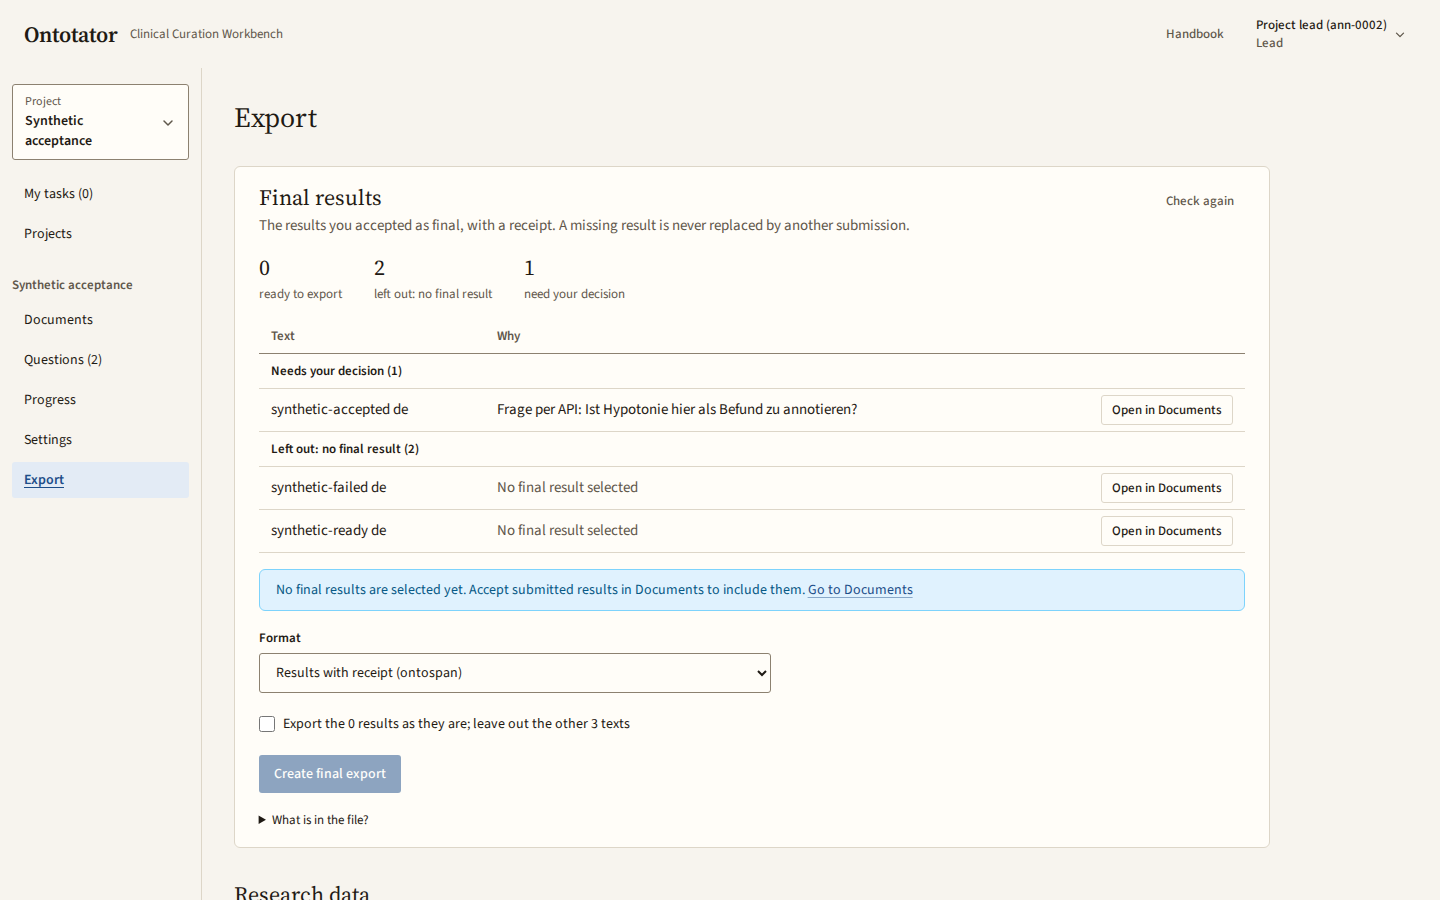 Ontotator
Clinical Curation Workbench
Handbook
Project lead (ann-0002)
Lead
Project
Synthetic
acceptance
My tasks (0)
Projects
Synthetic acceptance
Documents
Questions (2)
Progress
Settings
Export
Export
Final results
Check again
The results you accepted as final, with a receipt. A missing result is never replaced by another submission.
0
ready to export
2
left out: no final result
1
need your decision
Text Why
Needs your decision (1)
synthetic-accepted de Frage per API: Ist Hypotonie hier als Befund zu annotieren? Open in Documents
Left out: no final result (2)
synthetic-failed de No final result selected Open in Documents
synthetic-ready de No final result selected Open in Documents
No final results are selected yet. Accept submitted results in Documents to include them. Go to Documents
Format
Results with receipt (ontospan)
Export the 0 results as they are; leave out the other 3 texts
Create final export
What is in the file?
Research data